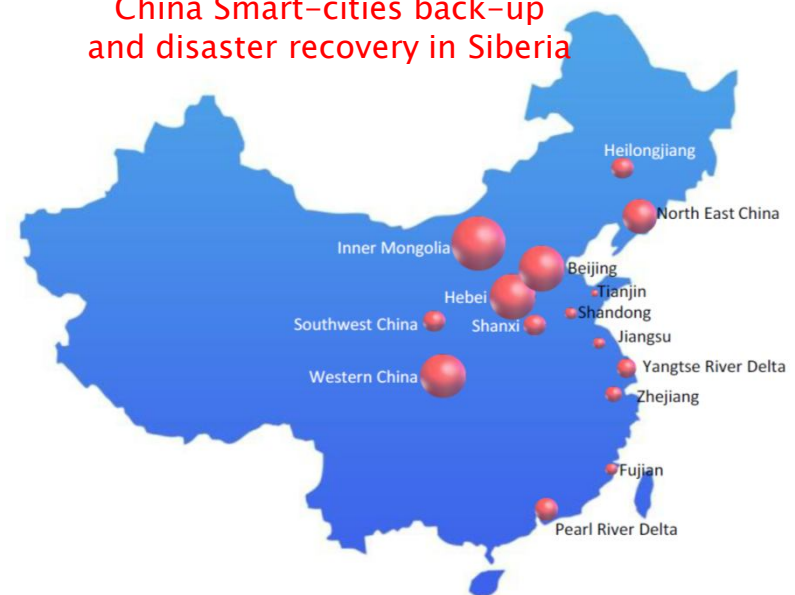 China Smart-cities back-up
and disaster recovery in Siberia
Heilongjiang
North East China
Inner Mongolia
Beijing
Hebei
Tianjin
Shandong
Southwest China
Shanxi
Jiangsu
Yangtse River Delta
Western China
Zhejiang
Fujian
Pearl River Delta